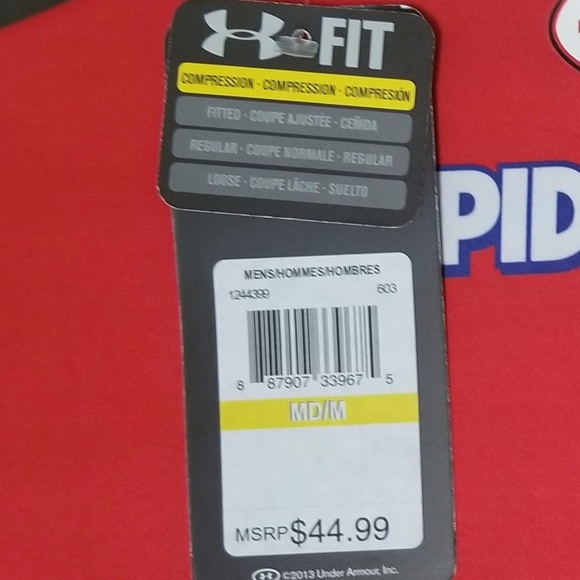 FIT
COMPRESSION · COMPRESSION · COMPRESIÓN
FITTED · COUPE AJUSTÉE · CEÑIDA
REGULAR · COUPE NORMALE · REGULAR
LOOSE · COUPE LÂCHE · SUELTO
PID
MENS/HOMMES/HOMBRES
1244399 603
8 87907 33967 5
MD/M
MSRP $44.99
©2013 Under Armour, Inc.